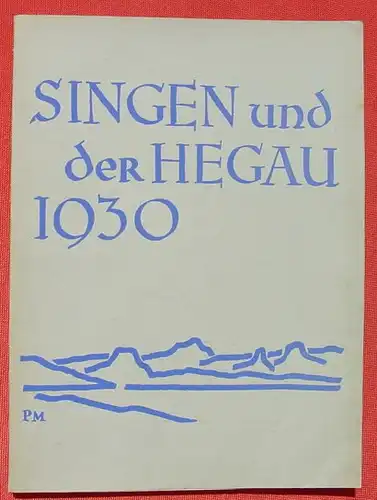 SINGEN und
der HEGAU
1930
PM